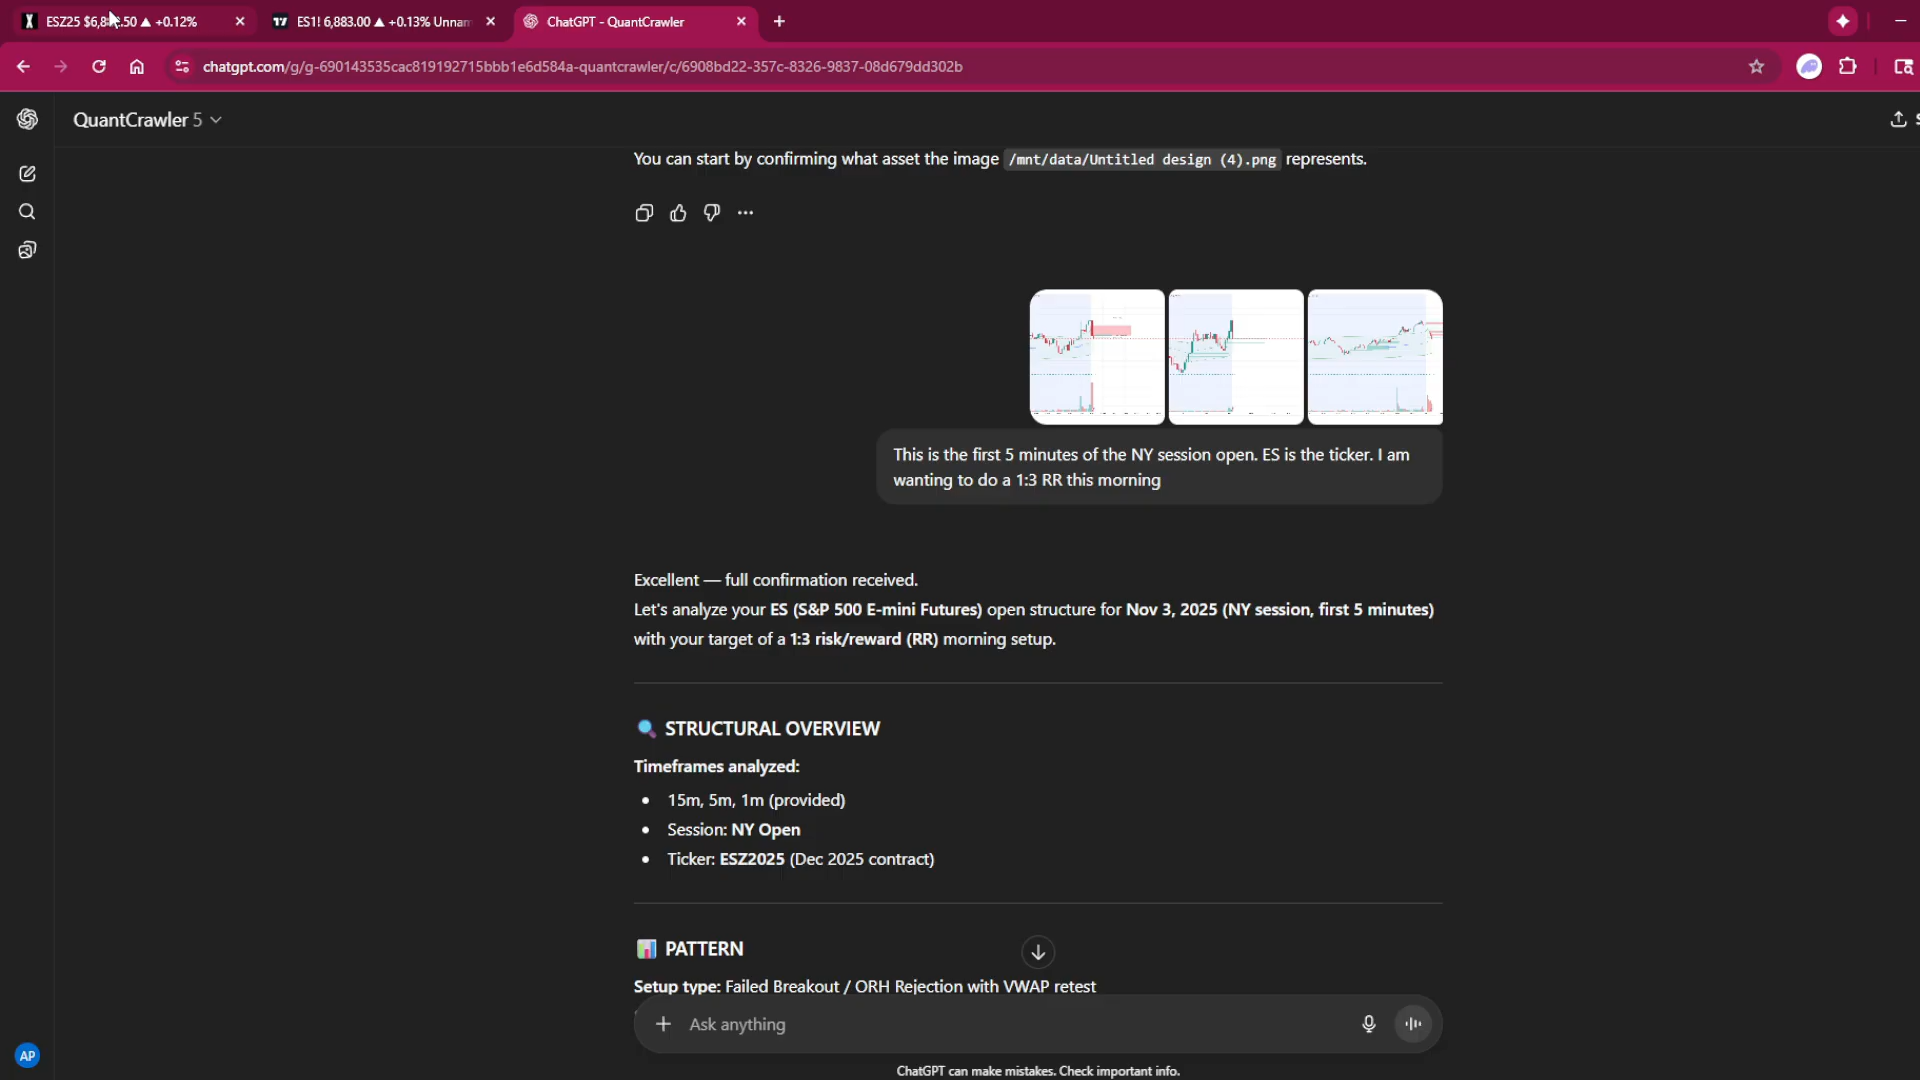 ESZ25 $6,8 .50 ▲ +0.12%
ES1! 6,883.00 ▲ +0.13% Unnam
ChatGPT - QuantCrawler
chatgpt.com/g/g-690143535cac819192715bbb1e6d584a-quantcrawler/c/6908bd22-357c-8326-9837-08d679dd302b
QuantCrawler 5
You can start by confirming what asset the image /mnt/data/Untitled design (4).png represents.
This is the first 5 minutes of the NY session open. ES is the ticker. I am
wanting to do a 1:3 RR this morning
Excellent — full confirmation received.
Let's analyze your ES (S&P 500 E-mini Futures) open structure for Nov 3, 2025 (NY session, first 5 minutes)
with your target of a 1:3 risk/reward (RR) morning setup.
STRUCTURAL OVERVIEW
Timeframes analyzed:
• 15m, 5m, 1m (provided)
• Session: NY Open
• Ticker: ESZ2025 (Dec 2025 contract)
PATTERN
Setup type: Failed Breakout / ORH Rejection with VWAP retest
Ask anything
AP
ChatGPT can make mistakes. Check important info.